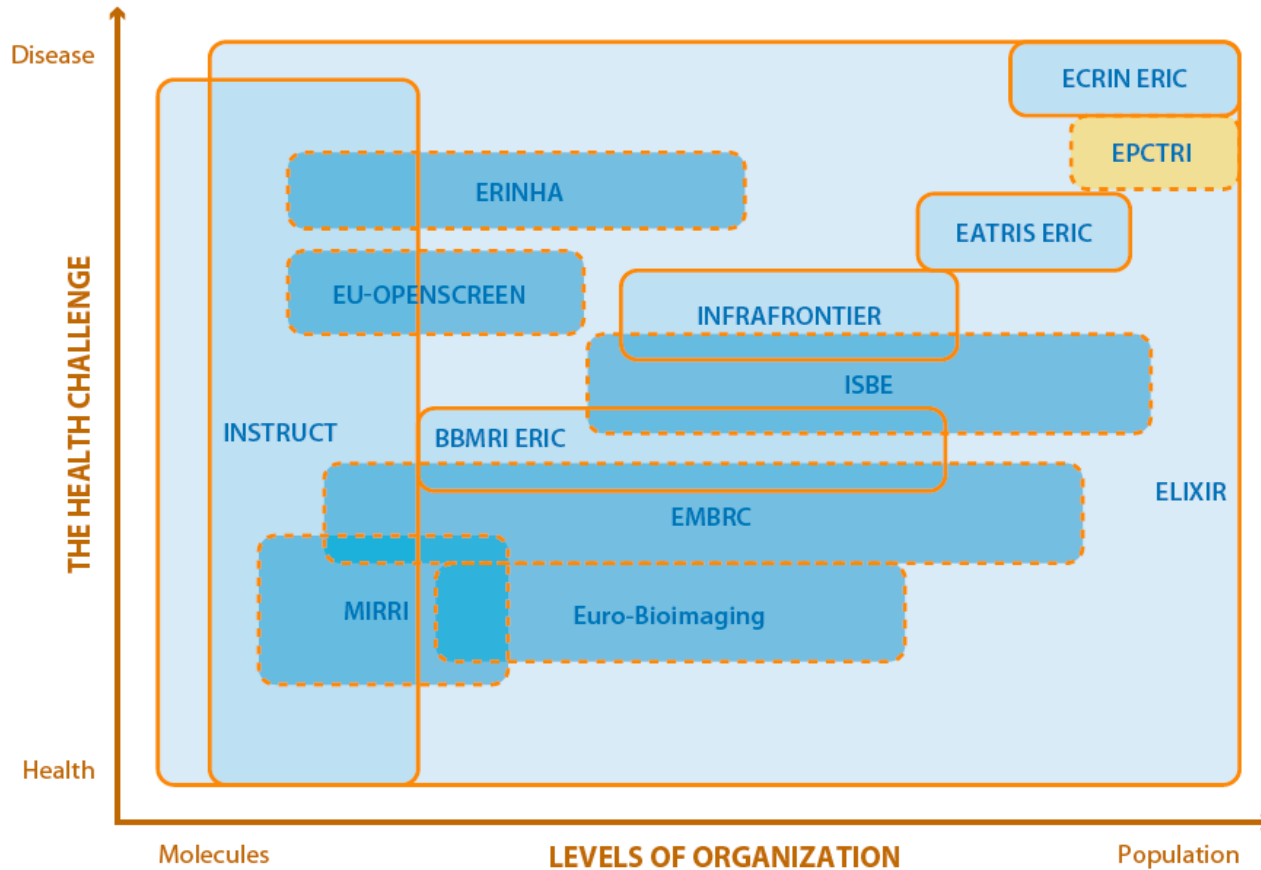 Disease
ECRIN ERIC
EPCTRI
ERINHA
EATRIS ERIC
EU-OPENSCREEN
INFRAFRONTIER
ISBE
INSTRUCT
BBMRI ERIC
ELIXIR
EMBRC
MIRRI
Euro-Bioimaging
Health
THE HEALTH CHALLENGE
Molecules
LEVELS OF ORGANIZATION
Population